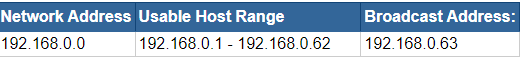 Network Address Usable Host Range Broadcast Address:
192.168.0.0 192.168.0.1 - 192.168.0.62 192.168.0.63